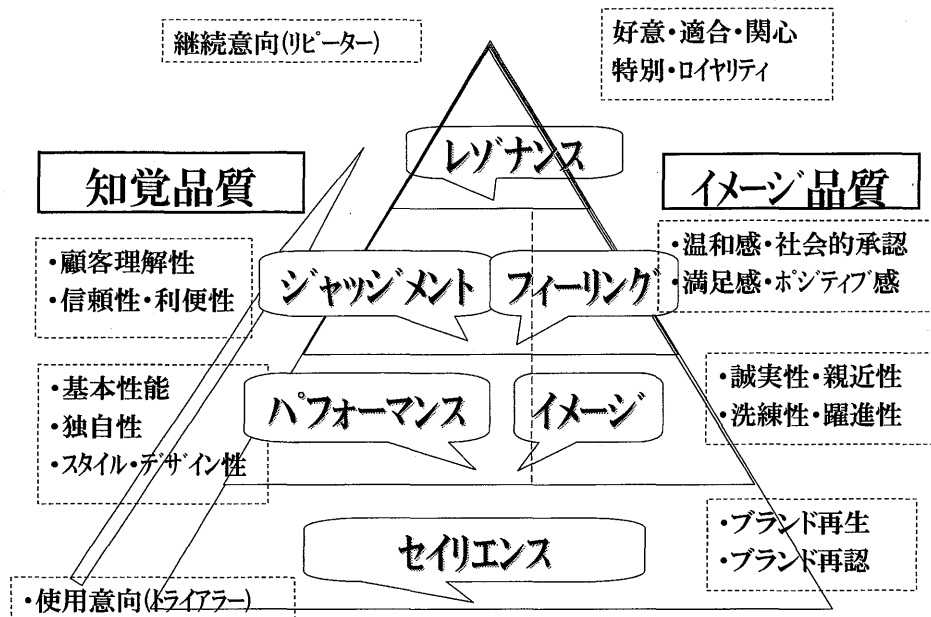 継続意向(リピーター)
好意・適合・関心
特別・ロイヤリティ
レゾナンス
知覚品質
イメージ品質
・顧客理解性
・信頼性・利便性
ジャッジメント
フィーリング
・温和感・社会的承認
・満足感・ポジティブ感
・基本性能
・独自性
・スタイル・デザイン性
パフォーマンス
イメージ
・誠実性・親近性
・洗練性・躍進性
セイリエンス
・ブランド再生
・ブランド再認
・使用意向(トライアラー)